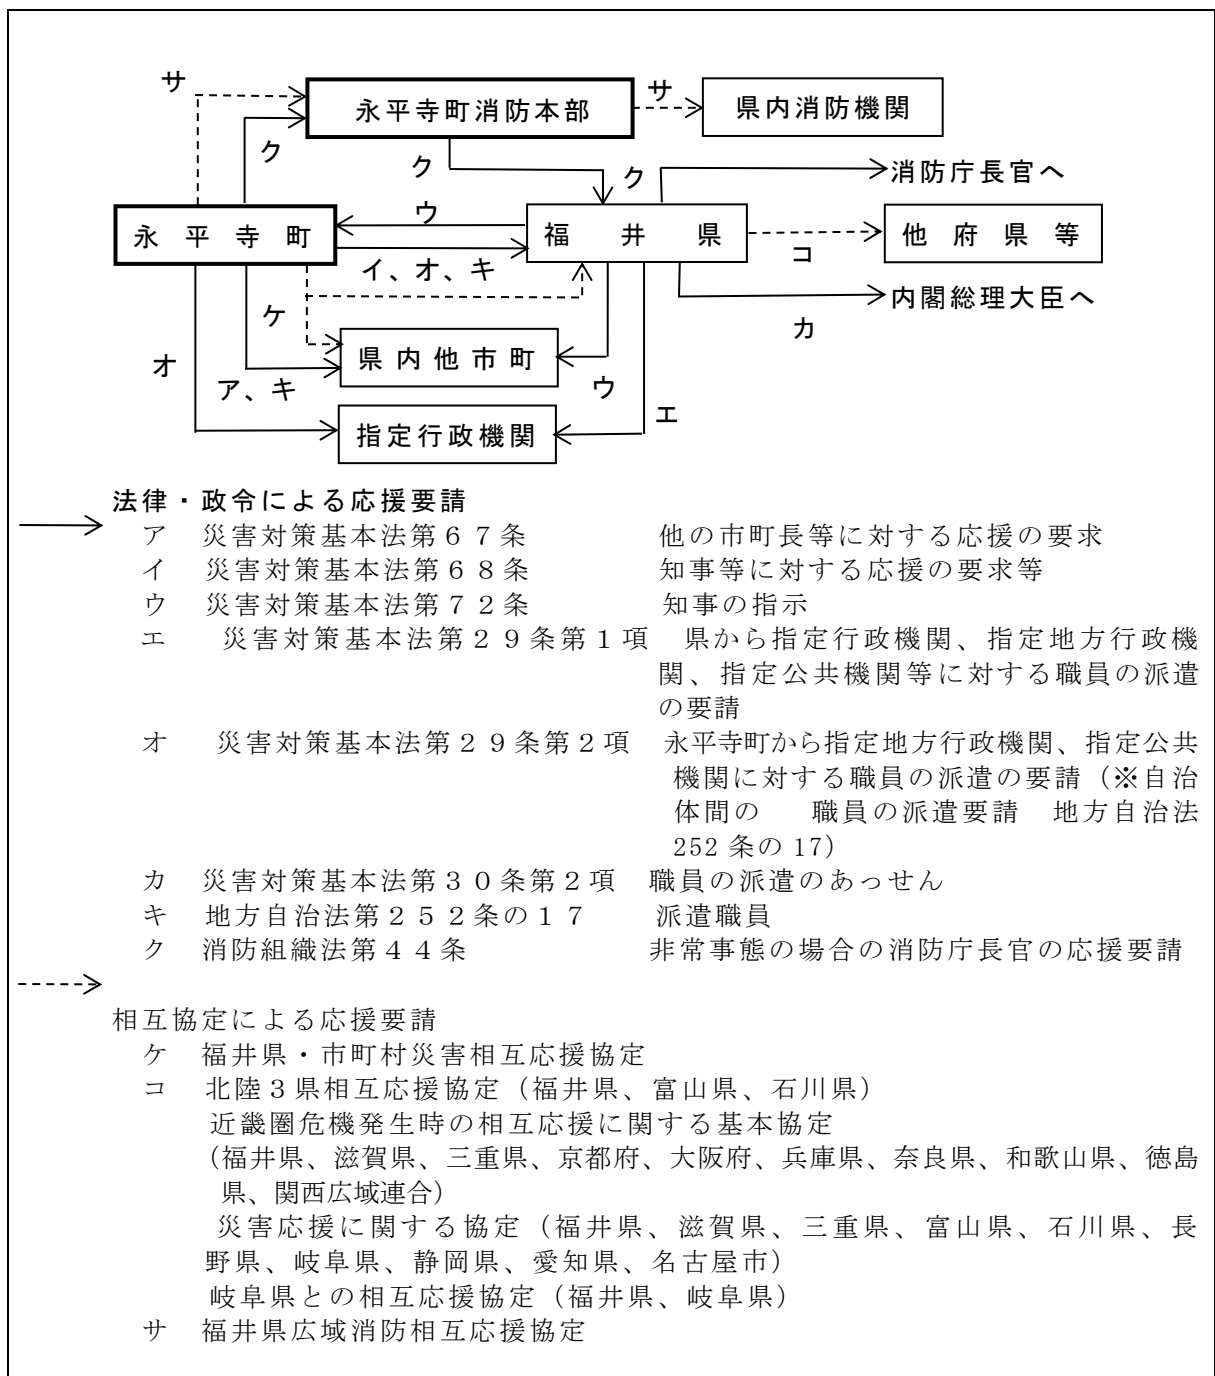 サ
永平寺町消防本部
サ
県内消防機関
ク
ク
ク
消防庁長官へ
永平寺町
ウ
福井県
コ
他府県等
イ、オ、キ
内閣総理大臣へ
ケ
カ
オ
県内他市町
ア、キ
ウ
エ
指定行政機関
法律・政令による応援要請
ア 災害対策基本法第67条 他の市町長等に対する応援の要求
イ 災害対策基本法第68条 知事等に対する応援の要求等
ウ 災害対策基本法第72条 知事の指示
エ 災害対策基本法第29条第1項 県から指定行政機関、指定地方行政機
関、指定公共機関等に対する職員の派遣
の要請
オ 災害対策基本法第29条第2項 永平寺町から指定地方行政機関、指定公共
機関に対する職員の派遣の要請（※自治
体間の 職員の派遣要請 地方自治法
252条の17）
カ 災害対策基本法第30条第2項 職員の派遣のあっせん
キ 地方自治法第252条の17 派遣職員
ク 消防組織法第44条 非常事態の場合の消防庁長官の応援要請
相互協定による応援要請
ケ 福井県・市町村災害相互応援協定
コ 北陸3県相互応援協定（福井県、富山県、石川県）
近畿圏危機発生時の相互応援に関する基本協定
（福井県、滋賀県、三重県、京都府、大阪府、兵庫県、奈良県、和歌山県、徳島
県、関西広域連合）
災害応援に関する協定（福井県、滋賀県、三重県、富山県、石川県、長
野県、岐阜県、静岡県、愛知県、名古屋市）
岐阜県との相互応援協定（福井県、岐阜県）
サ 福井県広域消防相互応援協定